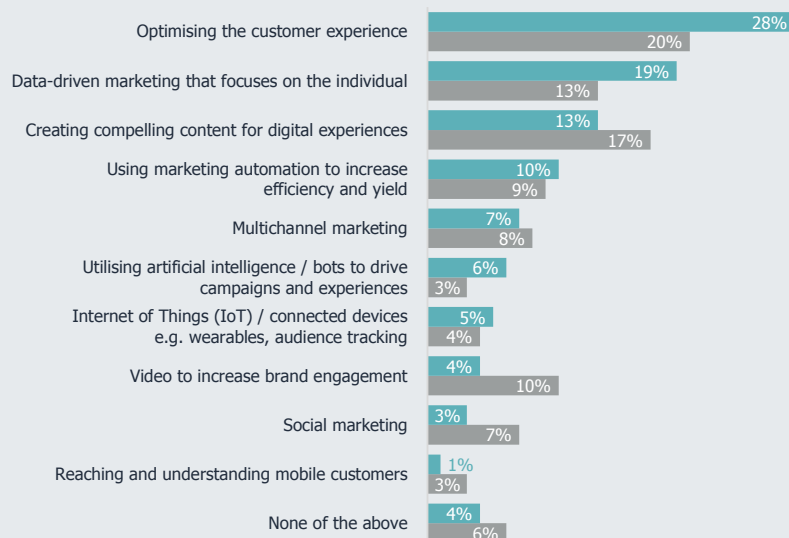 Optimising the customer experience
28%
20%
Data-driven marketing that focuses on the individual
19%
13%
Creating compelling content for digital experiences
13%
17%
Using marketing automation to increase
efficiency and yield
10%
9%
Multichannel marketing
7%
8%
Utilising artificial intelligence / bots to drive
campaigns and experiences
6%
3%
Internet of Things (IoT) / connected devices
e.g. wearables, audience tracking
5%
4%
Video to increase brand engagement
4%
10%
Social marketing
3%
7%
Reaching and understanding mobile customers
1%
3%
None of the above
4%
6%